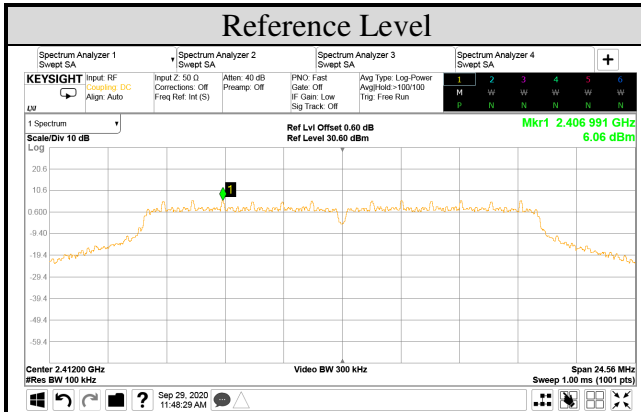 Reference Level
Spectrum Analyzer 1
Swept SA
Spectrum Analyzer 2
Swept SA
Spectrum Analyzer 3
Swept SA
Spectrum Analyzer 4
Swept SA
+
KEYSIGHT
Input: RF
Coupling: DC
Align: Auto
Input Z: 50 Ω
Corrections: Off
Freq Ref: Int (S)
Atten: 40 dB
Preamp: Off
PNO: Fast
Gate: Off
IF Gain: Low
Sig Track: Off
Avg Type: Log-Power
Avg|Hold:>100/100
Trig: Free Run
1 2 3 4 5 6
M W W W W W
P N N N N N
LXI
1 Spectrum
Scale/Div 10 dB
Ref Lvl Offset 0.60 dB
Ref Level 30.60 dBm
Mkr1 2.406 991 GHz
6.06 dBm
Log
20.6
10.6
0.600
-9.40
-19.4
-29.4
-39.4
-49.4
-59.4
1
Center 2.41200 GHz
#Res BW 100 kHz
Video BW 300 kHz
Span 24.56 MHz
Sweep 1.00 ms (1001 pts)
?
Sep 29, 2020
11:48:29 AM